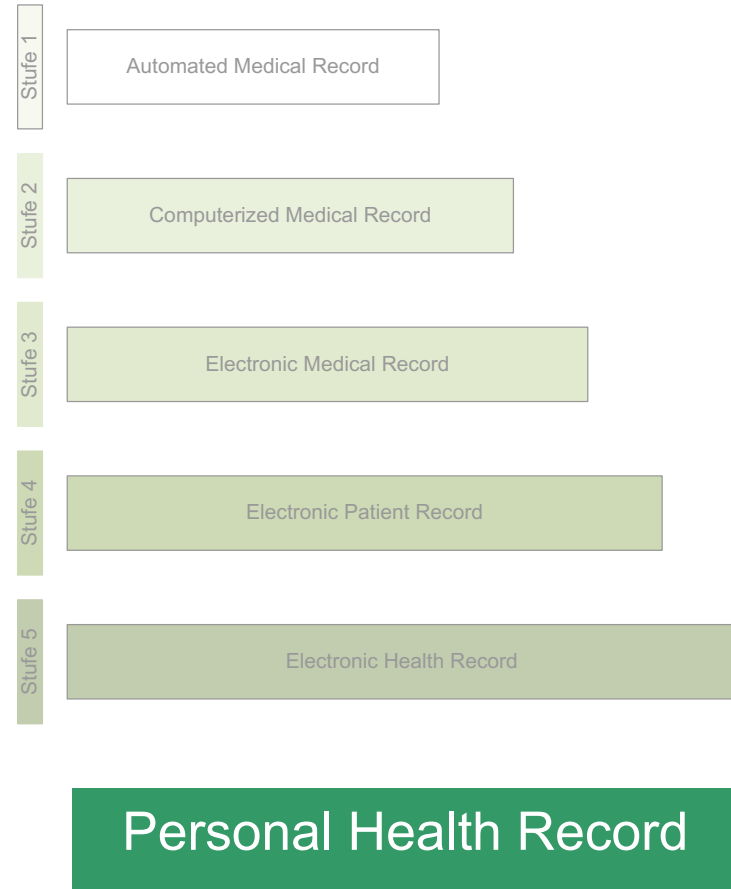 Stufe 1
Automated Medical Record
Stufe 2
Computerized Medical Record
Stufe 3
Electronic Medical Record
Stufe 4
Electronic Patient Record
Stufe 5
Electronic Health Record
Personal Health Record